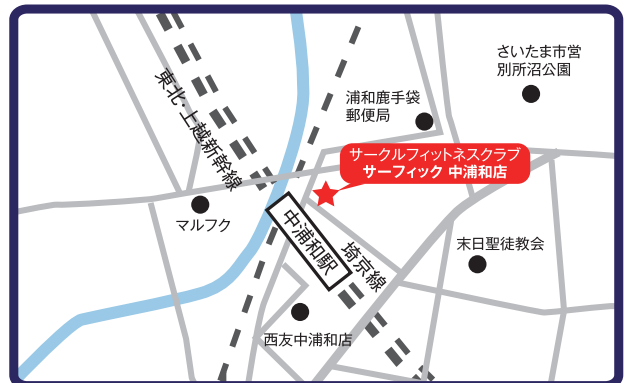 さいたま市営
別所沼公園
浦和鹿手袋
郵便局
東北・上越新幹線
サークルフィットネスクラブ
サーフィック 中浦和店
マルフク
中浦和駅
埼京線
末日聖徒教会
西友中浦和店